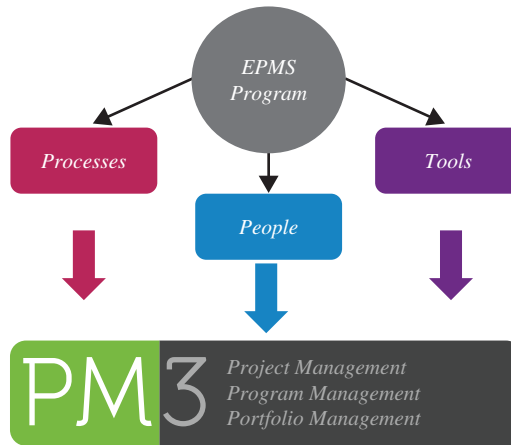 EPMS
Program
Processes
Tools
People
PM3
Project Management
Program Management
Portfolio Management